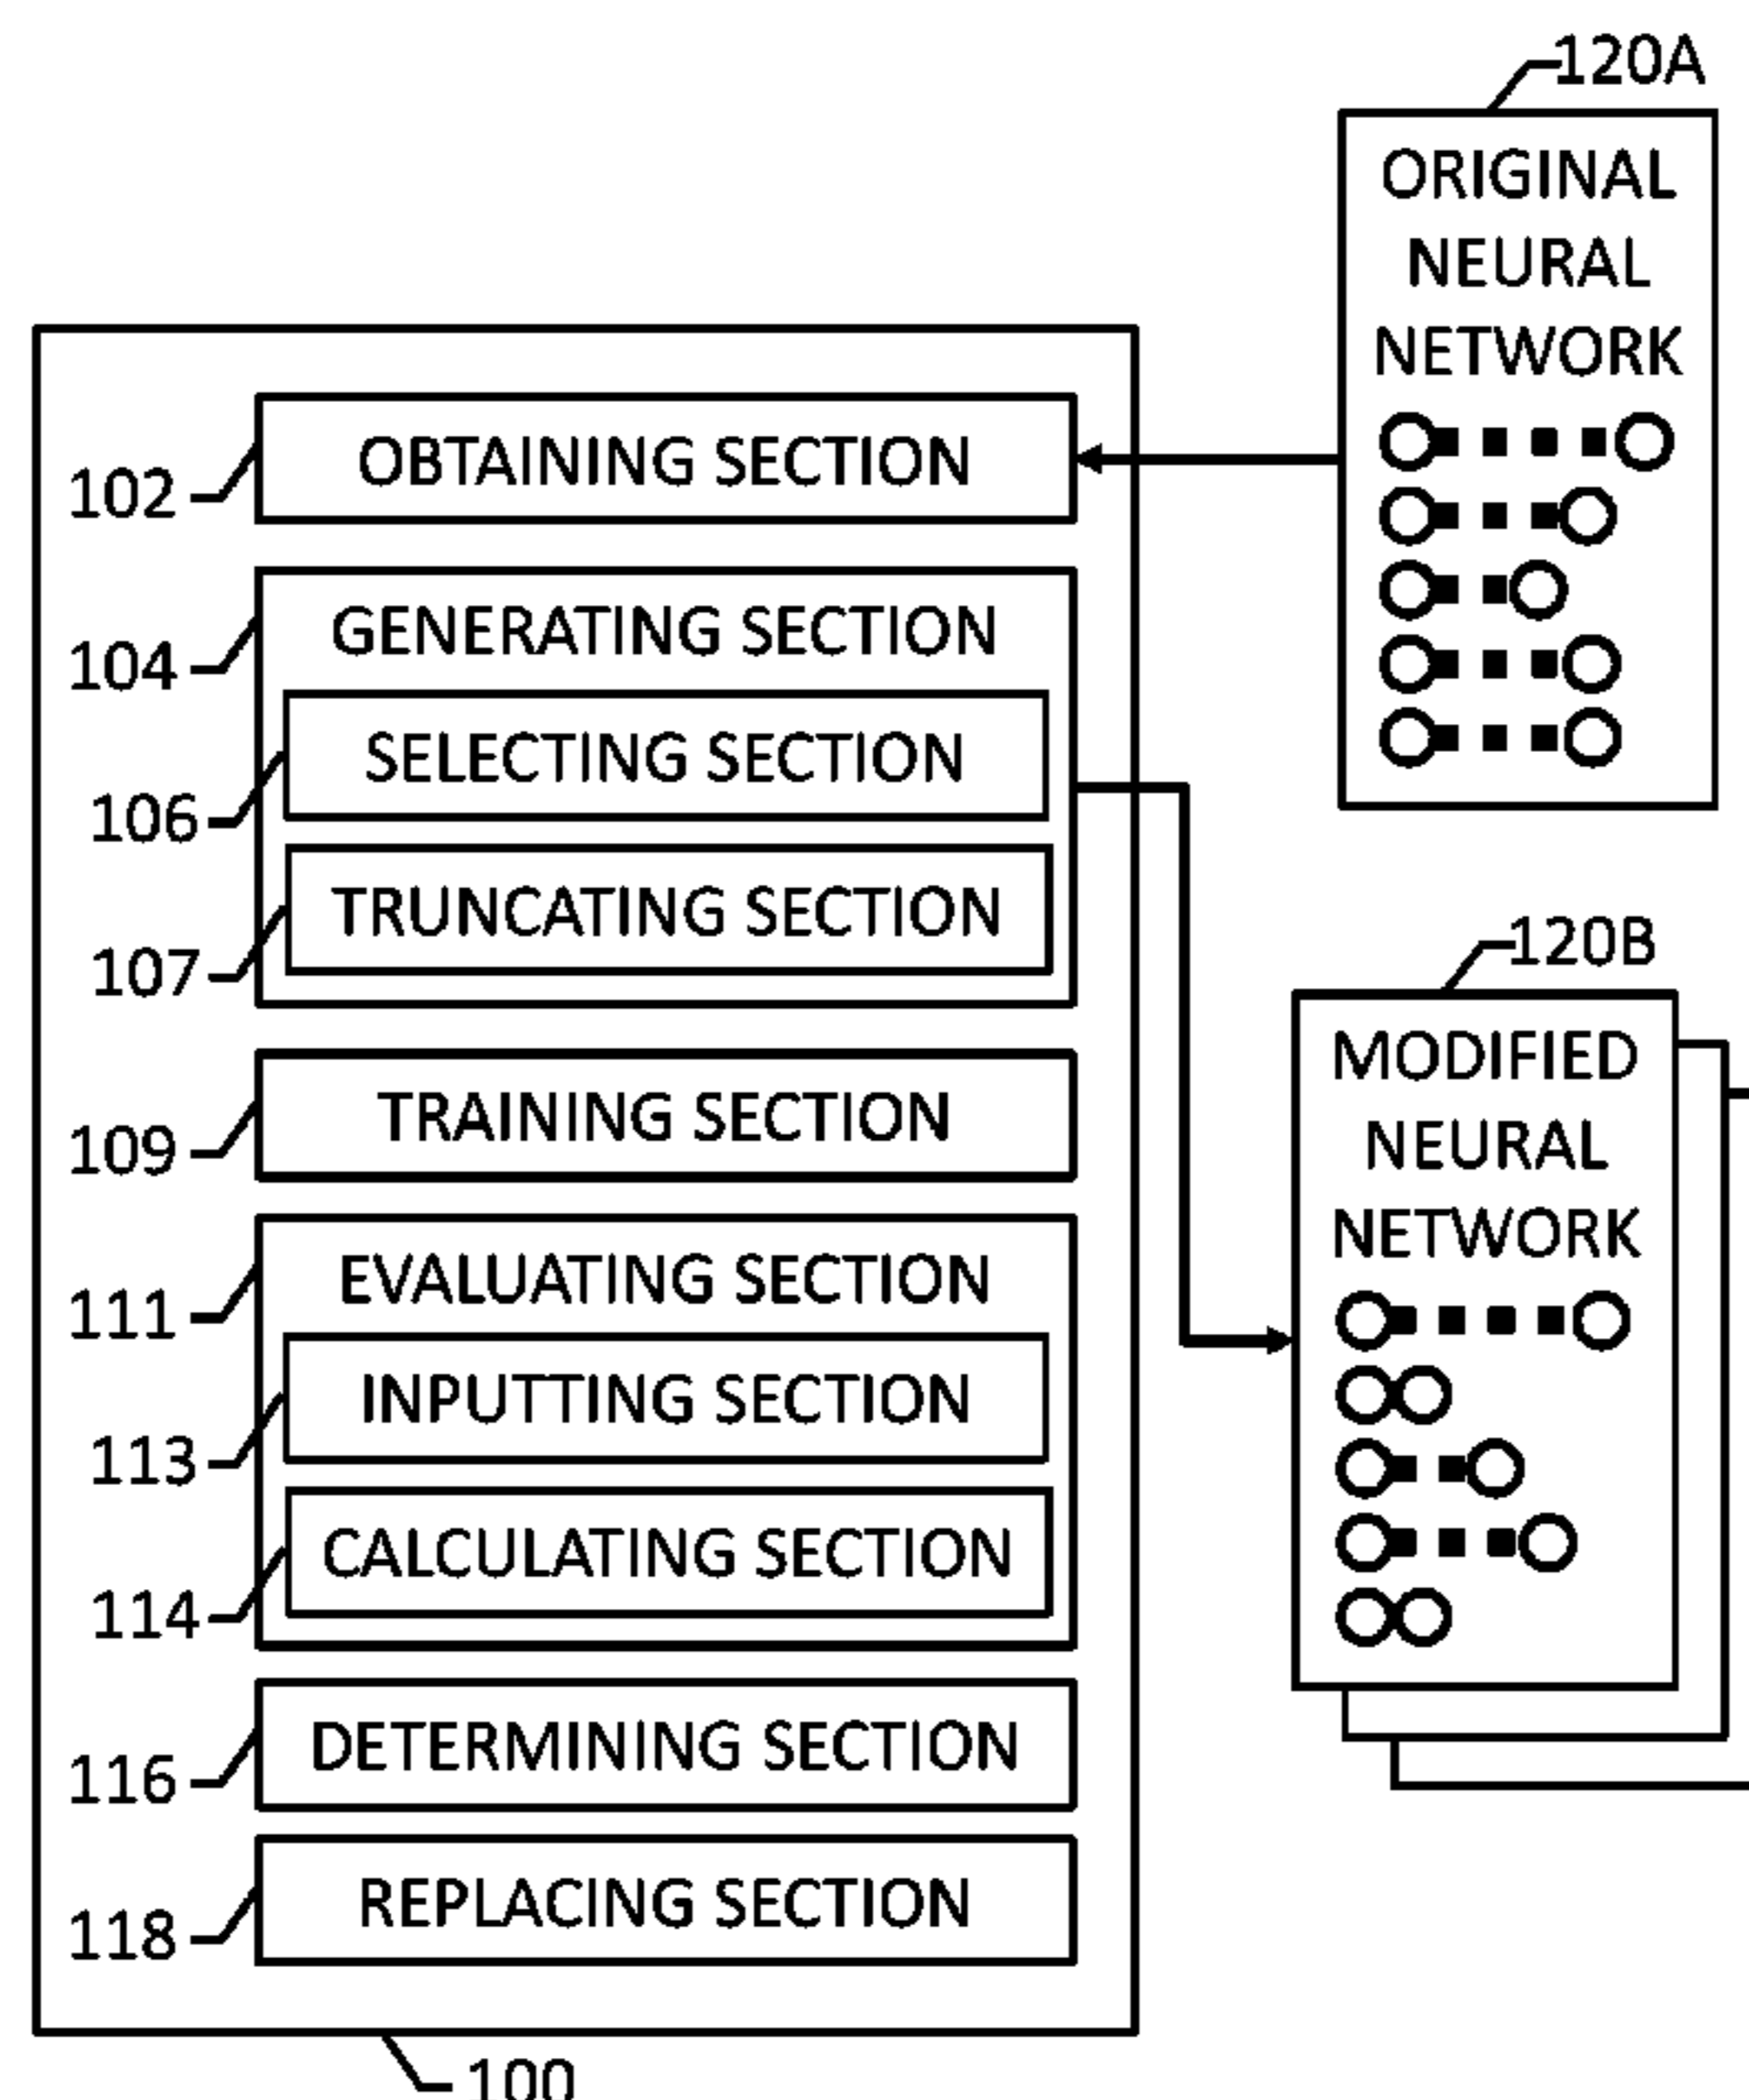 120A
ORIGINAL
NEURAL
NETWORK
OBTAINING SECTION
102
GENERATING SECTION
104
SELECTING SECTION
106
TRUNCATING SECTION
107
120B
MODIFIED
NEURAL
NETWORK
TRAINING SECTION
109
EVALUATING SECTION
111
INPUTTING SECTION
113
CALCULATING SECTION
114
DETERMINING SECTION
116
REPLACING SECTION
118
100